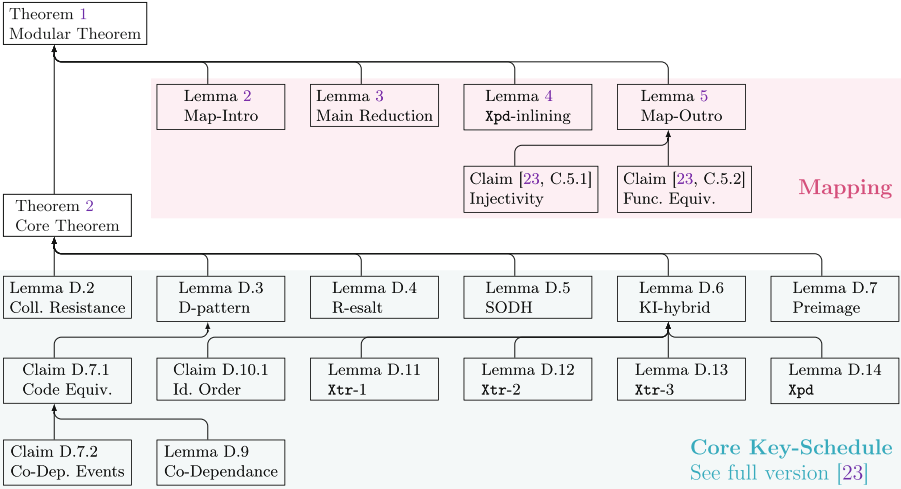 Theorem 1
Modular Theorem
Lemma 2
Map-Intro
Lemma 3
Main Reduction
Lemma 4
Xpd-inlining
Lemma 5
Map-Outro
Claim [23, C.5.1]
Injectivity
Claim [23, C.5.2]
Func. Equiv.
Mapping
Theorem 2
Core Theorem
Lemma D.2
Coll. Resistance
Lemma D.3
D-pattern
Lemma D.4
R-esalt
Lemma D.5
SODH
Lemma D.6
KI-hybrid
Lemma D.7
Preimage
Claim D.7.1
Code Equiv.
Claim D.10.1
Id. Order
Lemma D.11
Xtr-1
Lemma D.12
Xtr-2
Lemma D.13
Xtr-3
Lemma D.14
Xpd
Claim D.7.2
Co-Dep. Events
Lemma D.9
Co-Dependance
Core Key-Schedule
See full version [23]